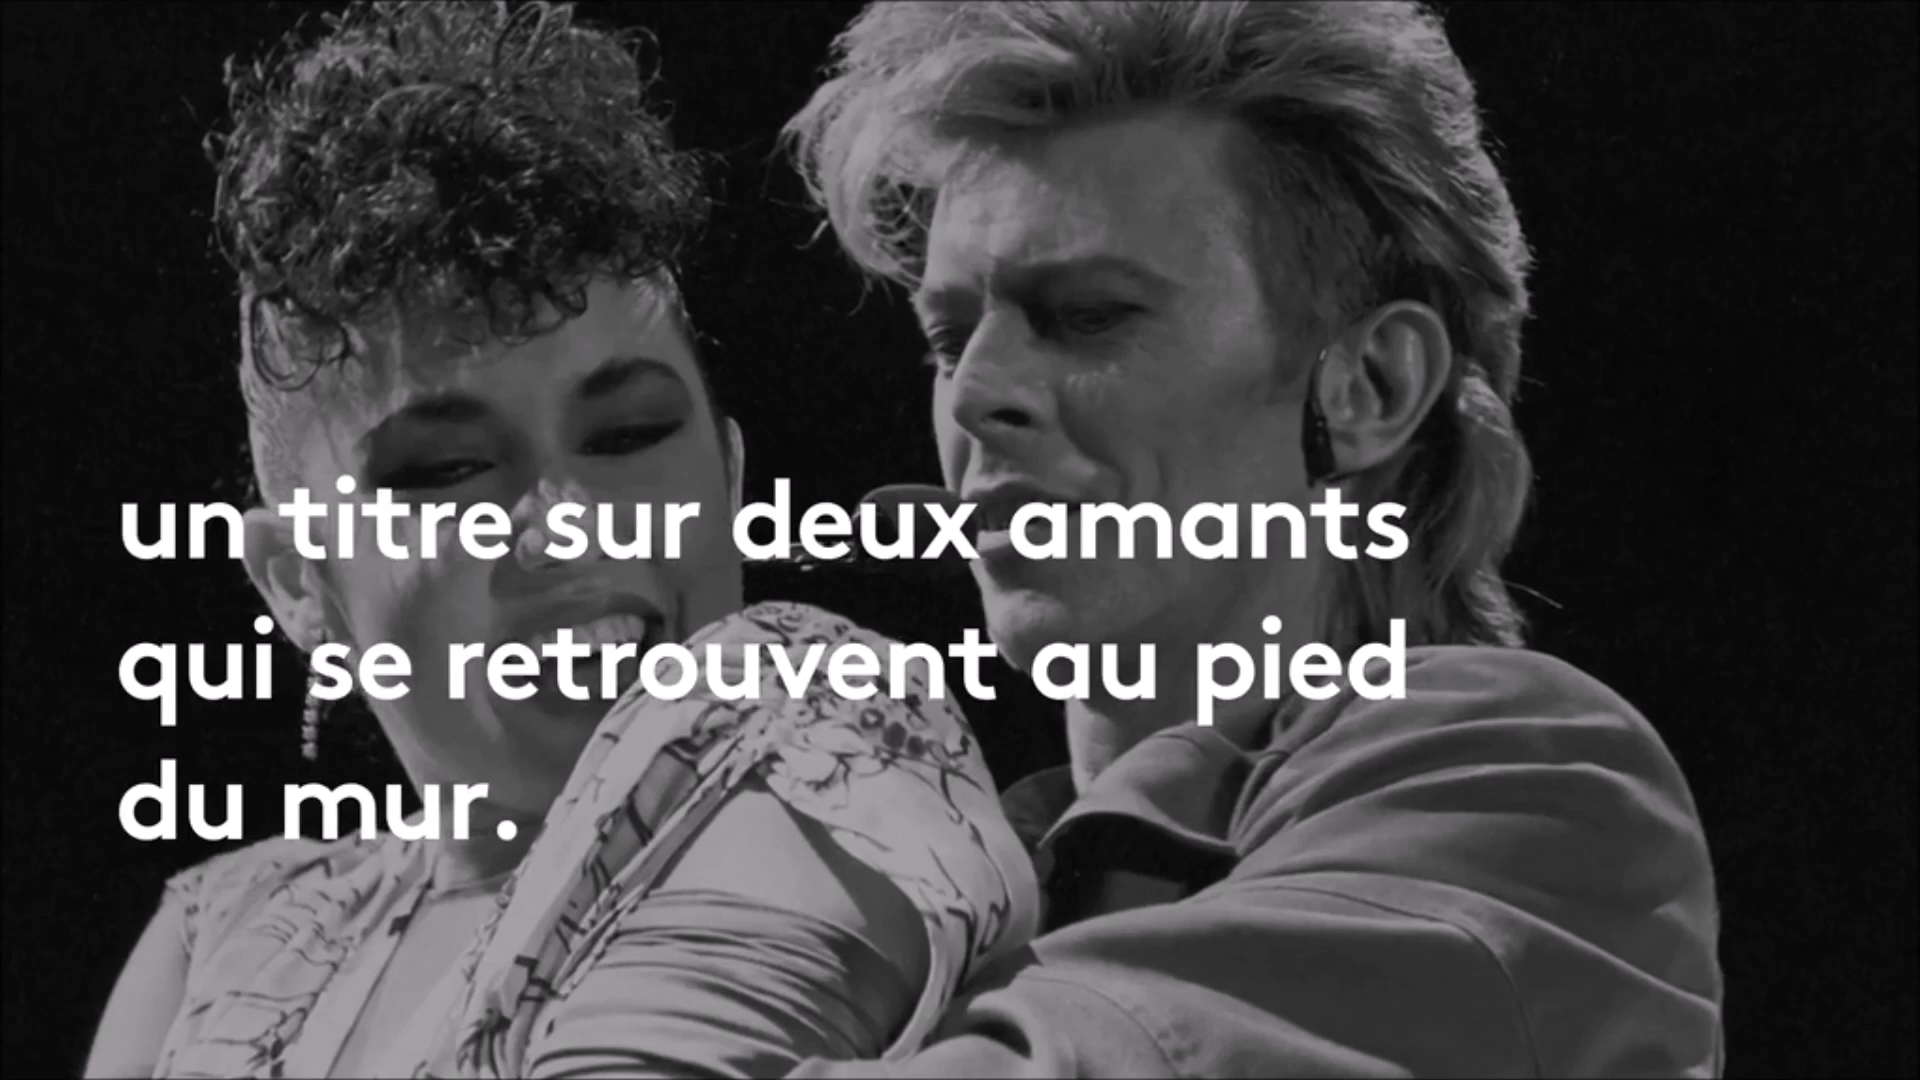 un titre sur deux amants
qui se retrouvent au pied
du mur.